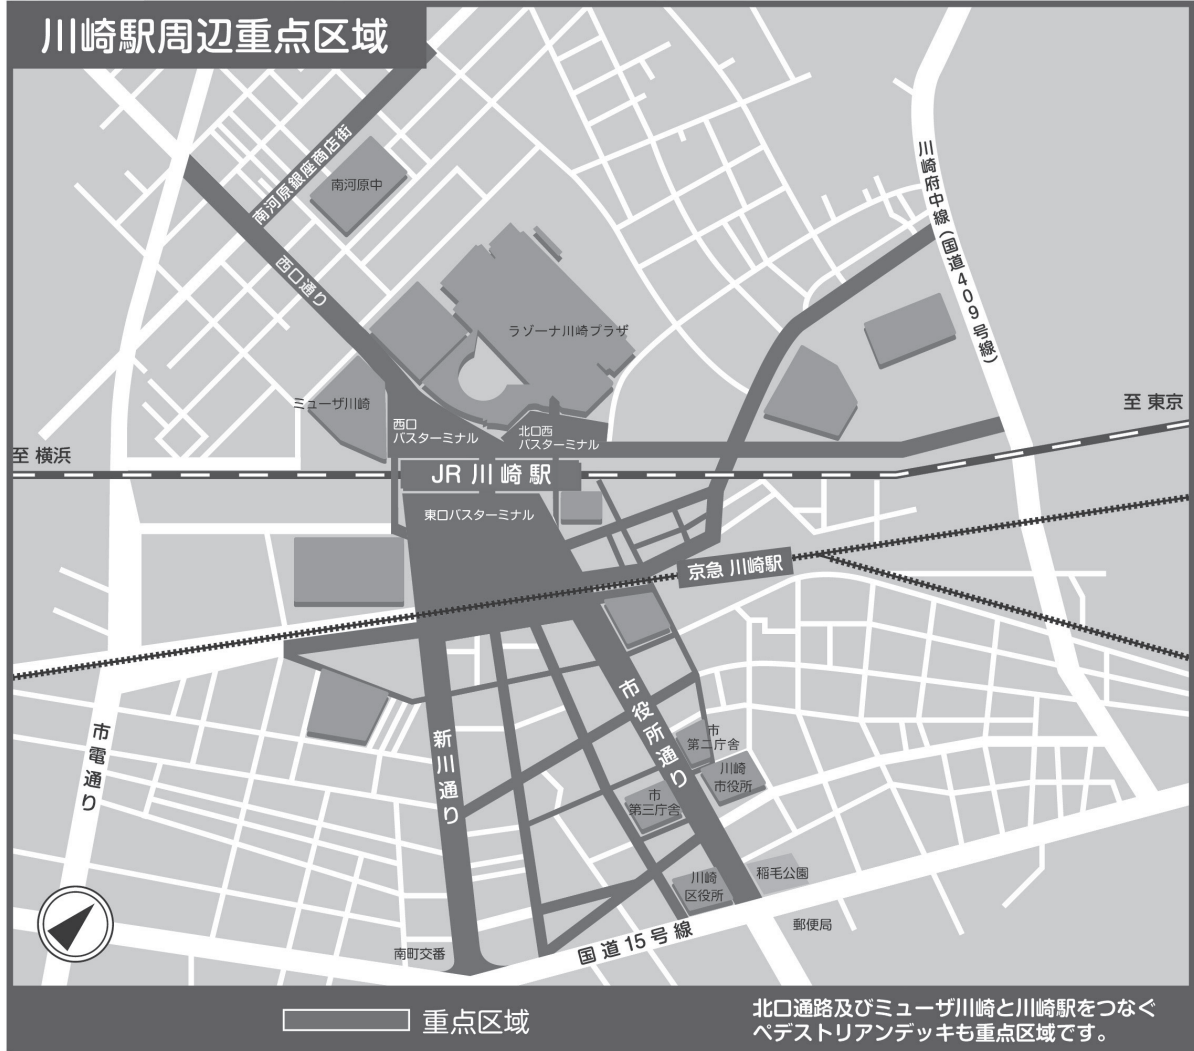 川崎駅周辺重点区域
南河原銀座商店街
南河原中
川崎府中線(国道409号線)
西口通り
ラゾーナ川崎プラザ
ミューザ川崎
西口
バスターミナル
北口西
バスターミナル
至 東京
至 横浜
JR 川崎駅
東口バスターミナル
京急 川崎駅
市電通り
新川通り
市役所通り
市
第二庁舎
川崎
市役所
市
第三庁舎
川崎
区役所
稲毛公園
郵便局
国道15号線
南町交番
重点区域
北口通路及びミューザ川崎と川崎駅をつなぐ
ペデストリアンデッキも重点区域です。